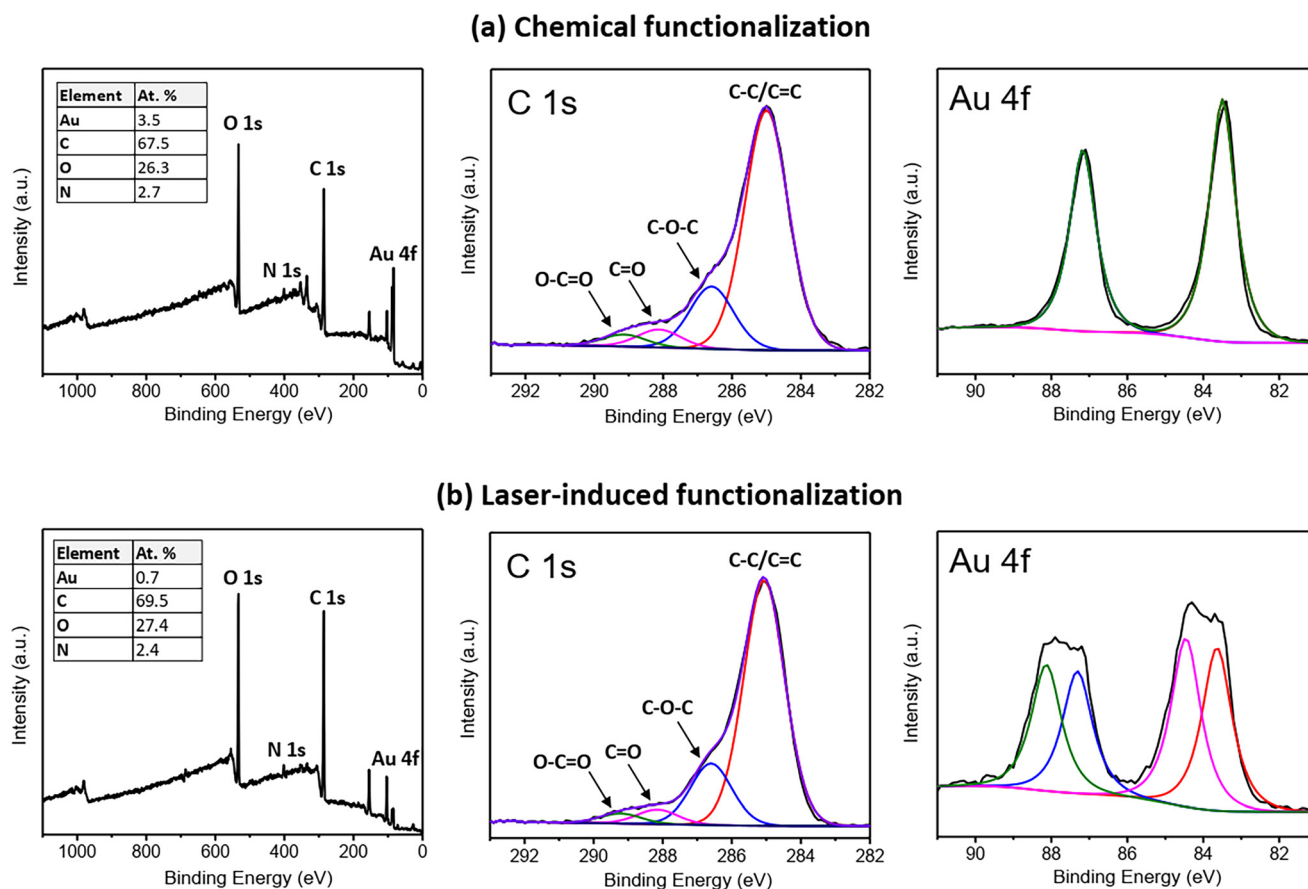 (a) Chemical functionalization
Element At. %
Au 3.5
C 67.5
O 26.3
N 2.7
O 1s
C 1s
N 1s
Au 4f
Intensity (a.u.)
1000 800 600 400 200 0
Binding Energy (eV)
C 1s
C-C/C=C
C-O-C
C=O
O-C=O
Intensity (a.u.)
292 290 288 286 284 282
Binding Energy (eV)
Au 4f
Intensity (a.u.)
90 88 86 84 82
Binding Energy (eV)
(b) Laser-induced functionalization
Element At. %
Au 0.7
C 69.5
O 27.4
N 2.4
O 1s
C 1s
N 1s
Au 4f
Intensity (a.u.)
1000 800 600 400 200 0
Binding Energy (eV)
C 1s
C-C/C=C
C-O-C
C=O
O-C=O
Intensity (a.u.)
292 290 288 286 284 282
Binding Energy (eV)
Au 4f
Intensity (a.u.)
90 88 86 84 82
Binding Energy (eV)